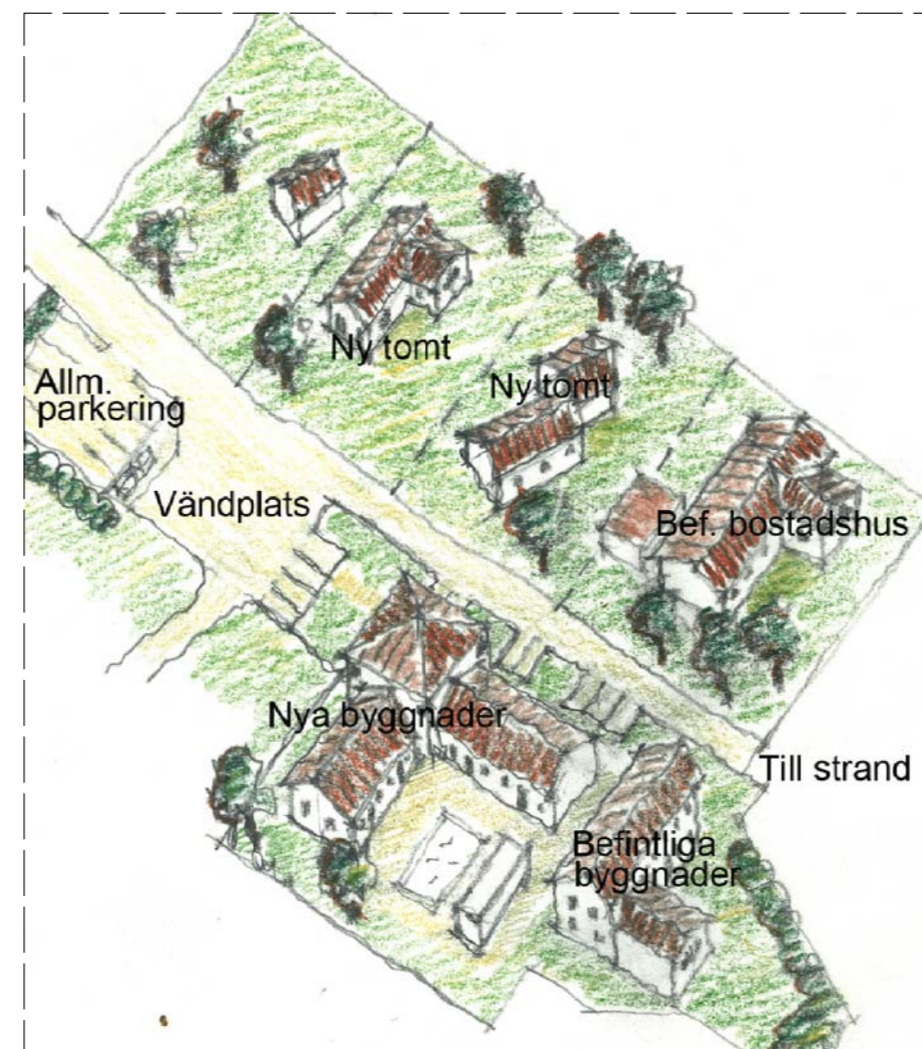 Ny tomt
Allm.
parkering
Ny tomt
Vändplats
Bef. bostadshus
Nya byggnader
Till strand
Befintliga
byggnader